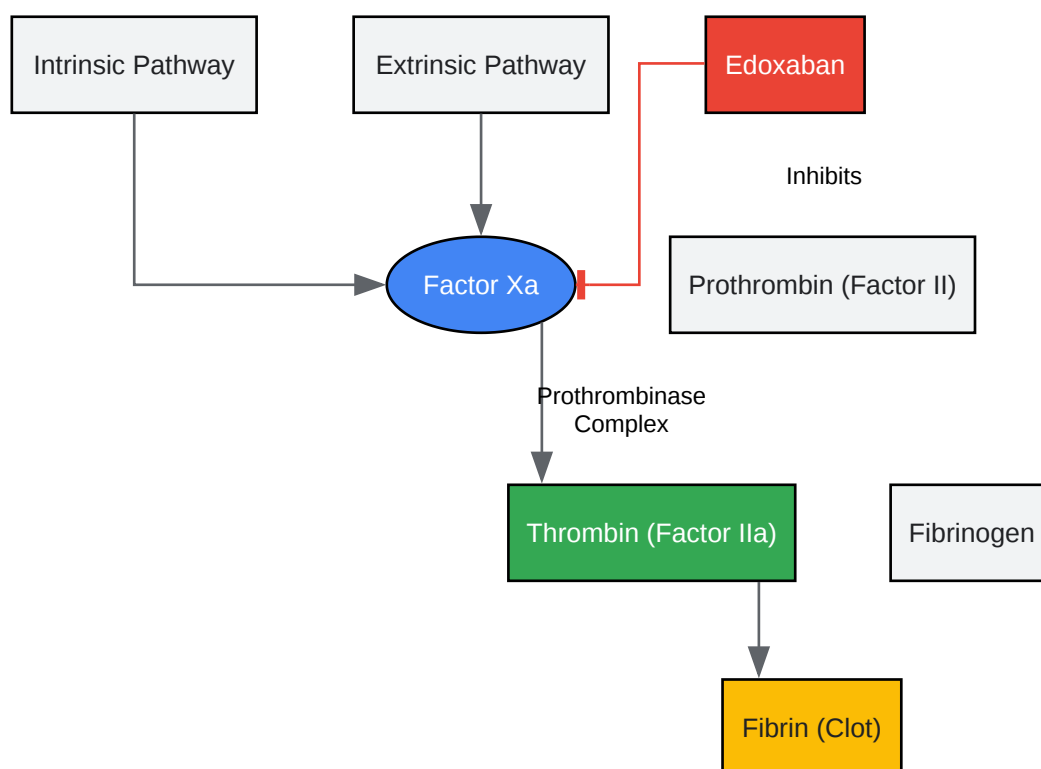 Intrinsic Pathway
Extrinsic Pathway
Edoxaban
Inhibits
Factor Xa
Prothrombin (Factor II)
Prothrombinase
Complex
Thrombin (Factor IIa)
Fibrinogen
Fibrin (Clot)